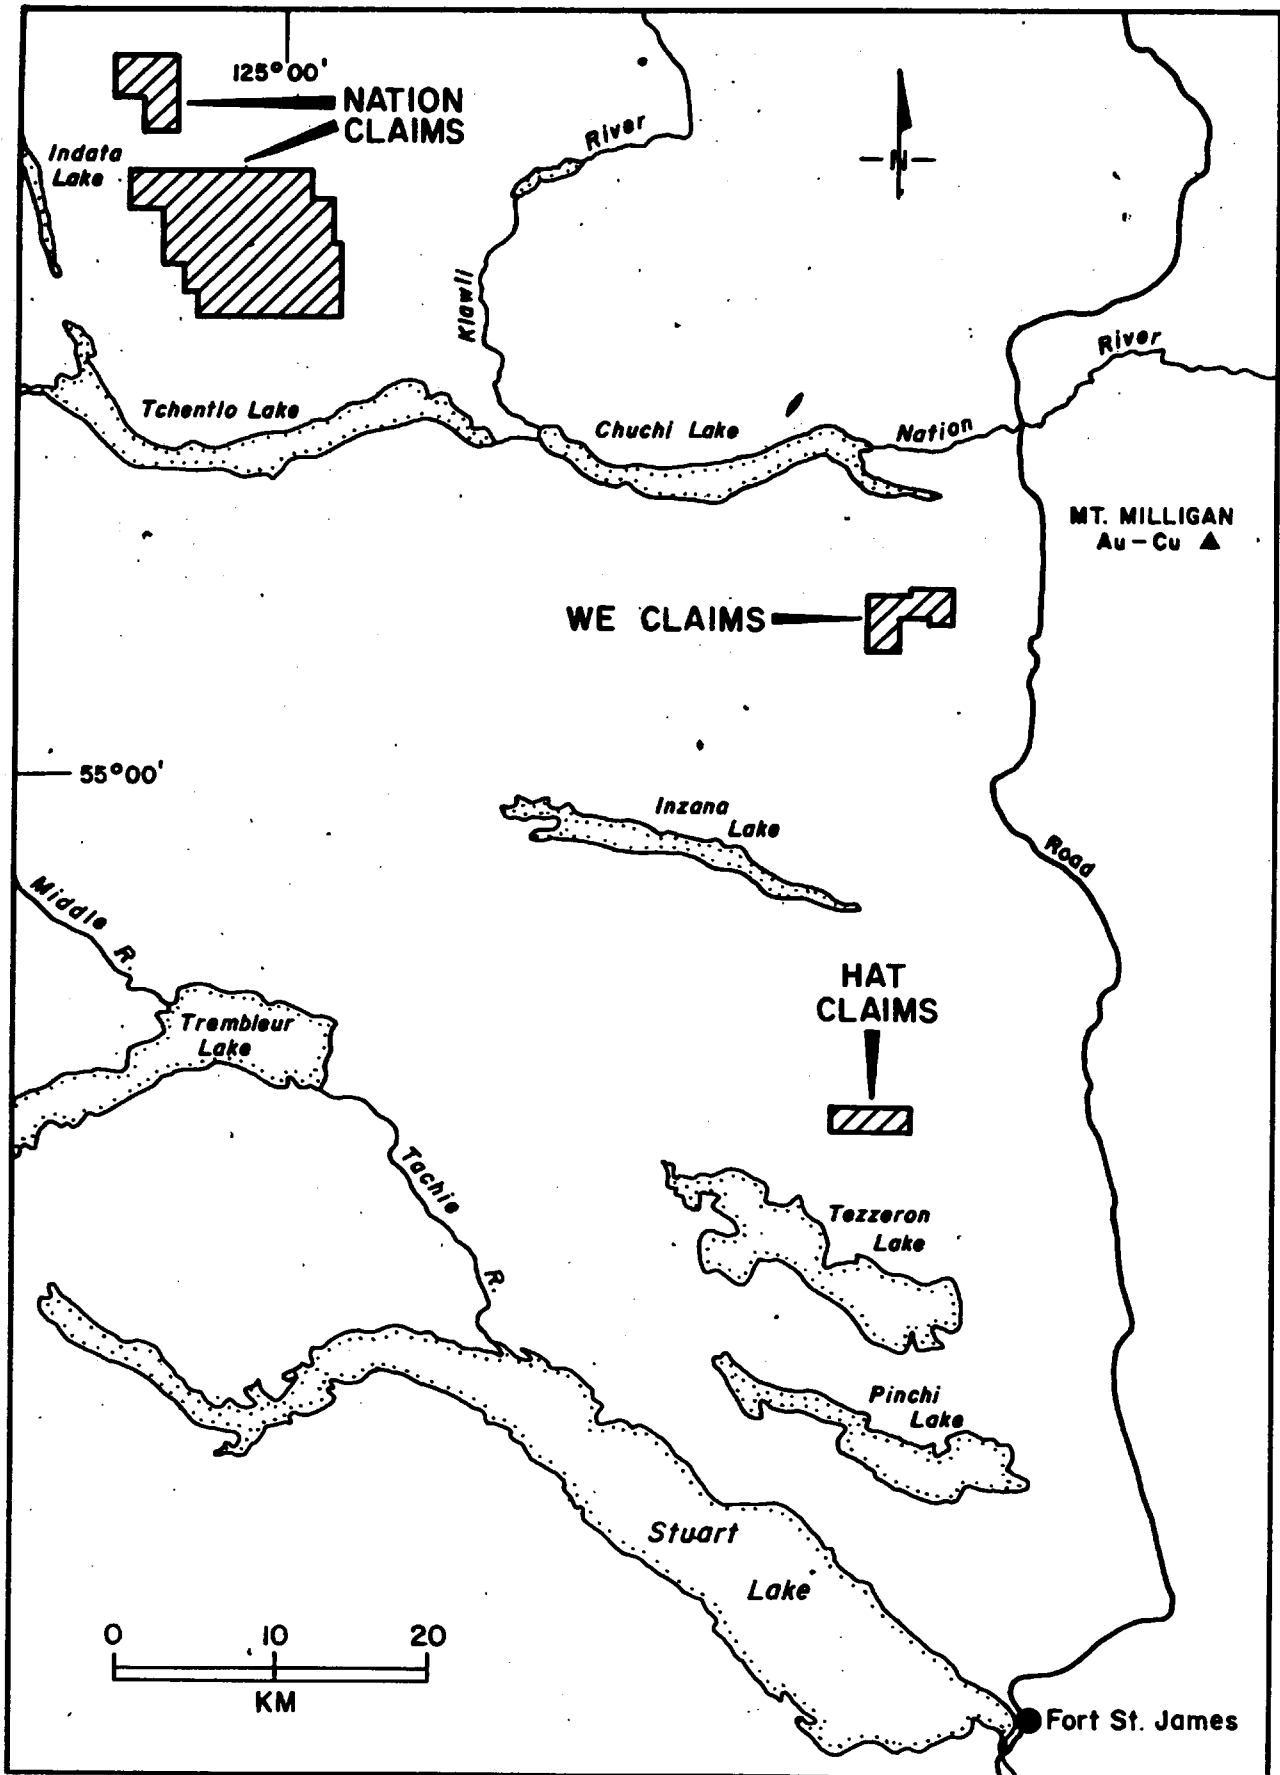 125°00'
NATION
CLAIMS
Indata
Lake
River
Klawli
N
River
Tchentlo Lake
Chuchi Lake
Nation
MT. MILLIGAN
Au-Cu
WE CLAIMS
55°00'
Inzana
Lake
Road
Middle R.
HAT
CLAIMS
Trembleur
Lake
Tachie R.
Tezzeron
Lake
Pinchi
Lake
Stuart
Lake
0 10 20
KM
Fort St. James